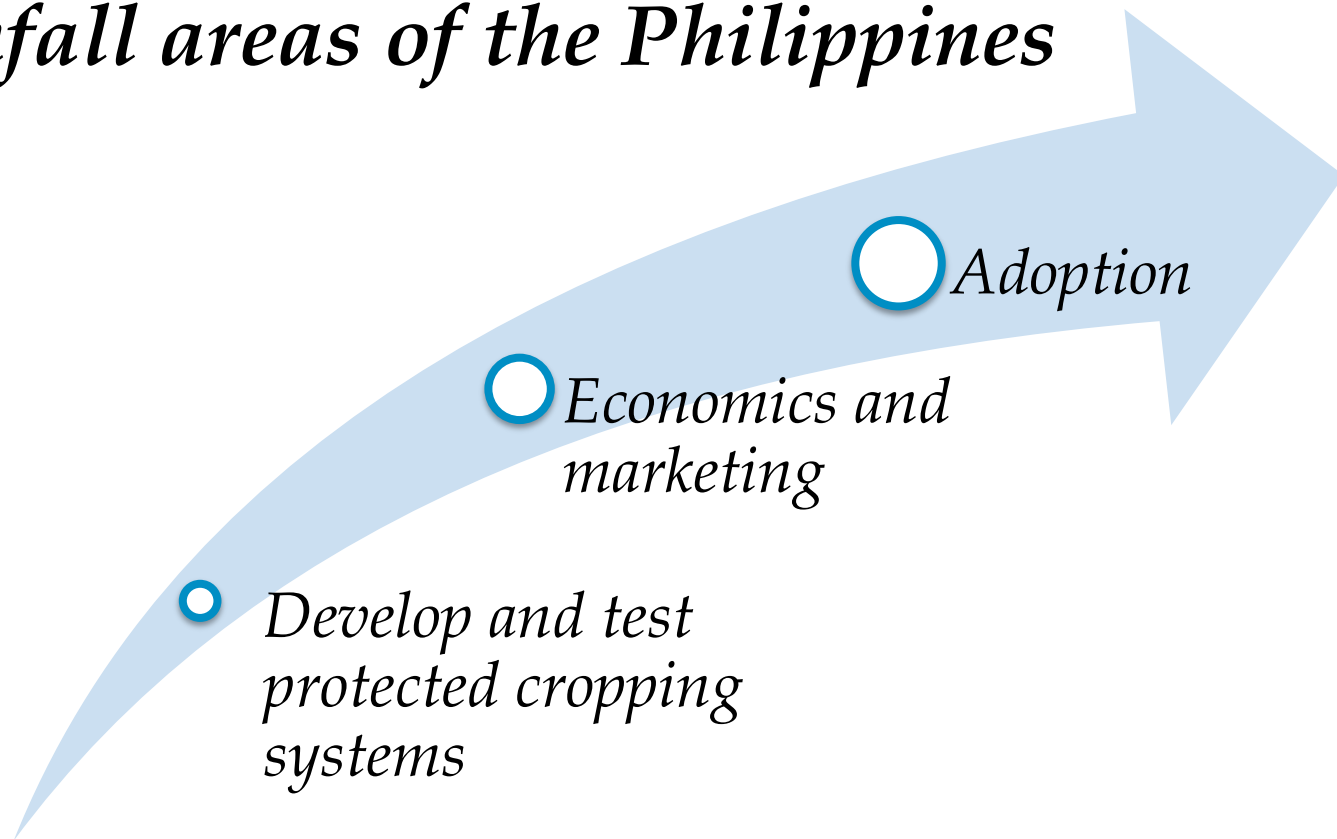 fall areas of the Philippines
Adoption
Economics and
marketing
Develop and test
protected cropping
systems